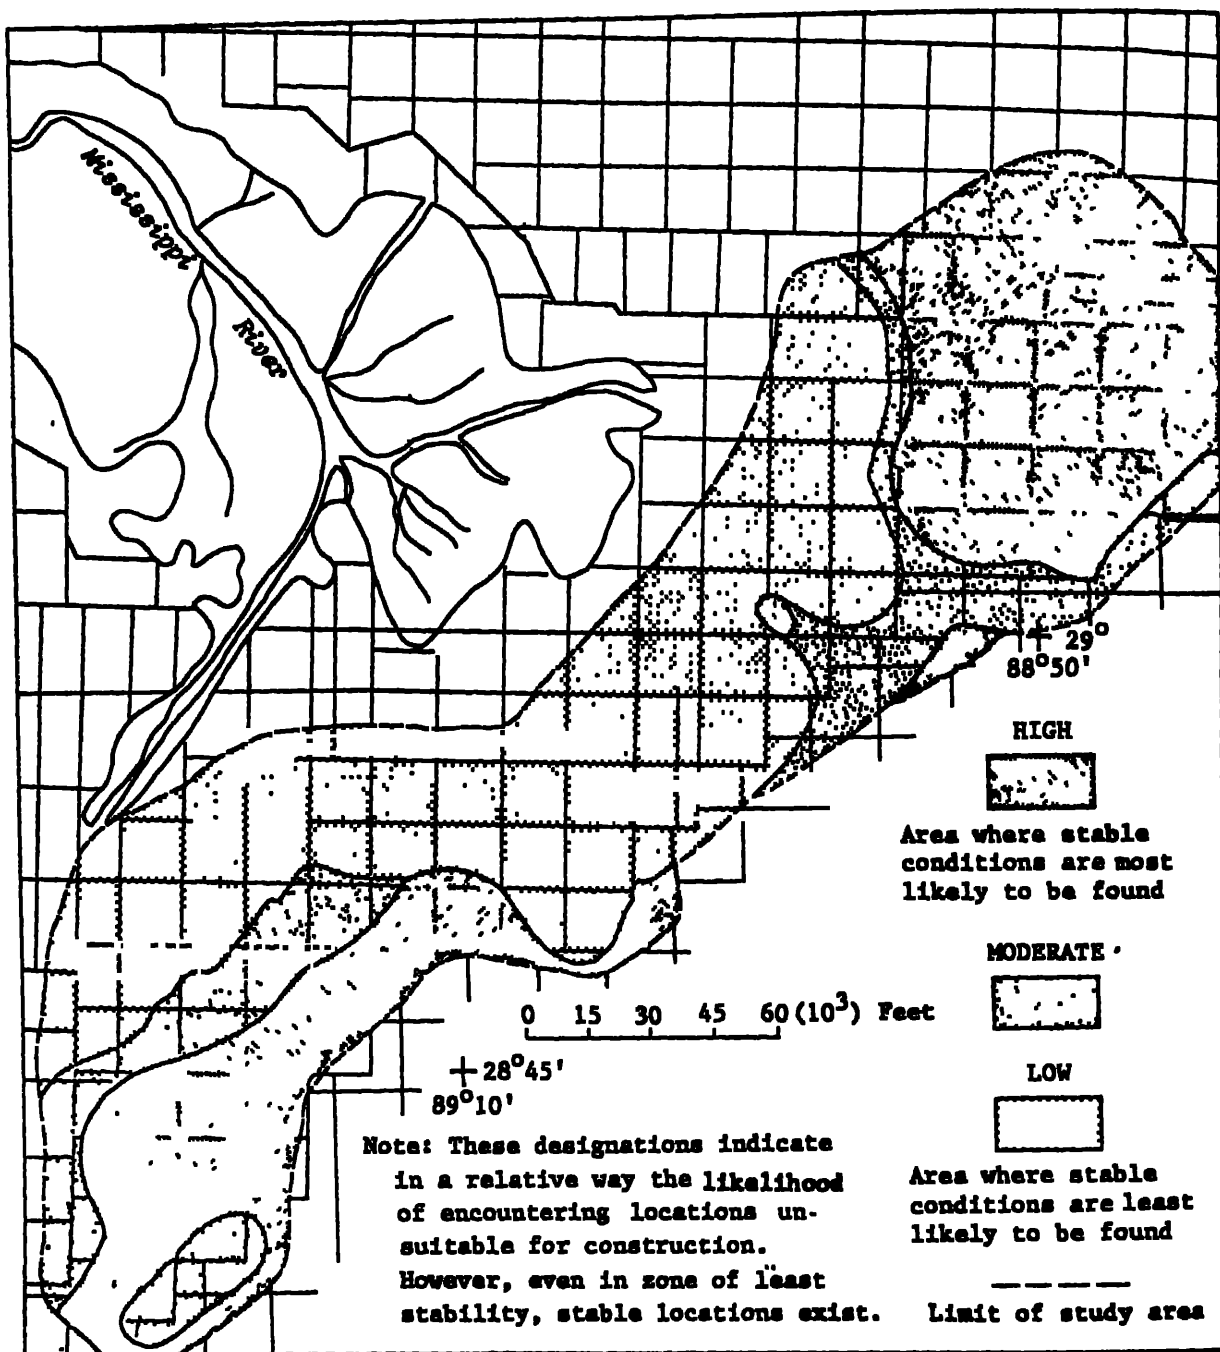 Mississippi
River
29°
88°50'
HIGH
Area where stable
conditions are most
likely to be found
MODERATE
0 15 30 45 60 (10³) Feet
28°45'
89°10'
LOW
Note: These designations indicate
in a relative way the likelihood
of encountering locations un-
suitable for construction.
However, even in zone of least
stability, stable locations exist.
Area where stable
conditions are least
likely to be found
Limit of study area